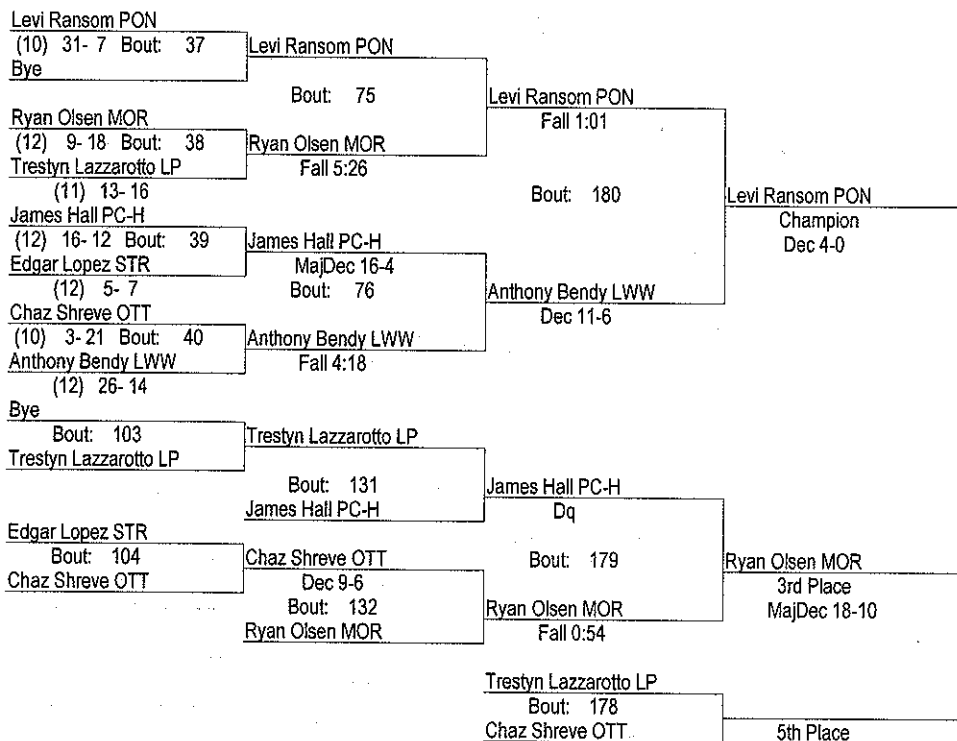 Levi Ransom PON
(10) 31- 7 Bout: 37
Bye
Levi Ransom PON
Bout: 75
Ryan Olsen MOR
(12) 9- 18 Bout: 38
Trestyn Lazzarotto LP
(11) 13- 16
Ryan Olsen MOR
Fall 5:26
Levi Ransom PON
Fall 1:01
Bout: 180
James Hall PC-H
(12) 16- 12 Bout: 39
Edgar Lopez STR
(12) 5- 7
James Hall PC-H
MajDec 16-4
Bout: 76
Chaz Shreve OTT
(10) 3- 21 Bout: 40
Anthony Bendy LWW
(12) 26- 14
Anthony Bendy LWW
Fall 4:18
Anthony Bendy LWW
Dec 11-6
Levi Ransom PON
Champion
Dec 4-0
Bye
Bout: 103
Trestyn Lazzarotto LP
Trestyn Lazzarotto LP
Bout: 131
James Hall PC-H
James Hall PC-H
Dq
Bout: 179
Edgar Lopez STR
Bout: 104
Chaz Shreve OTT
Chaz Shreve OTT
Dec 9-6
Bout: 132
Ryan Olsen MOR
Ryan Olsen MOR
Fall 0:54
Ryan Olsen MOR
3rd Place
MajDec 18-10
Trestyn Lazzarotto LP
Bout: 178
Chaz Shreve OTT
5th Place